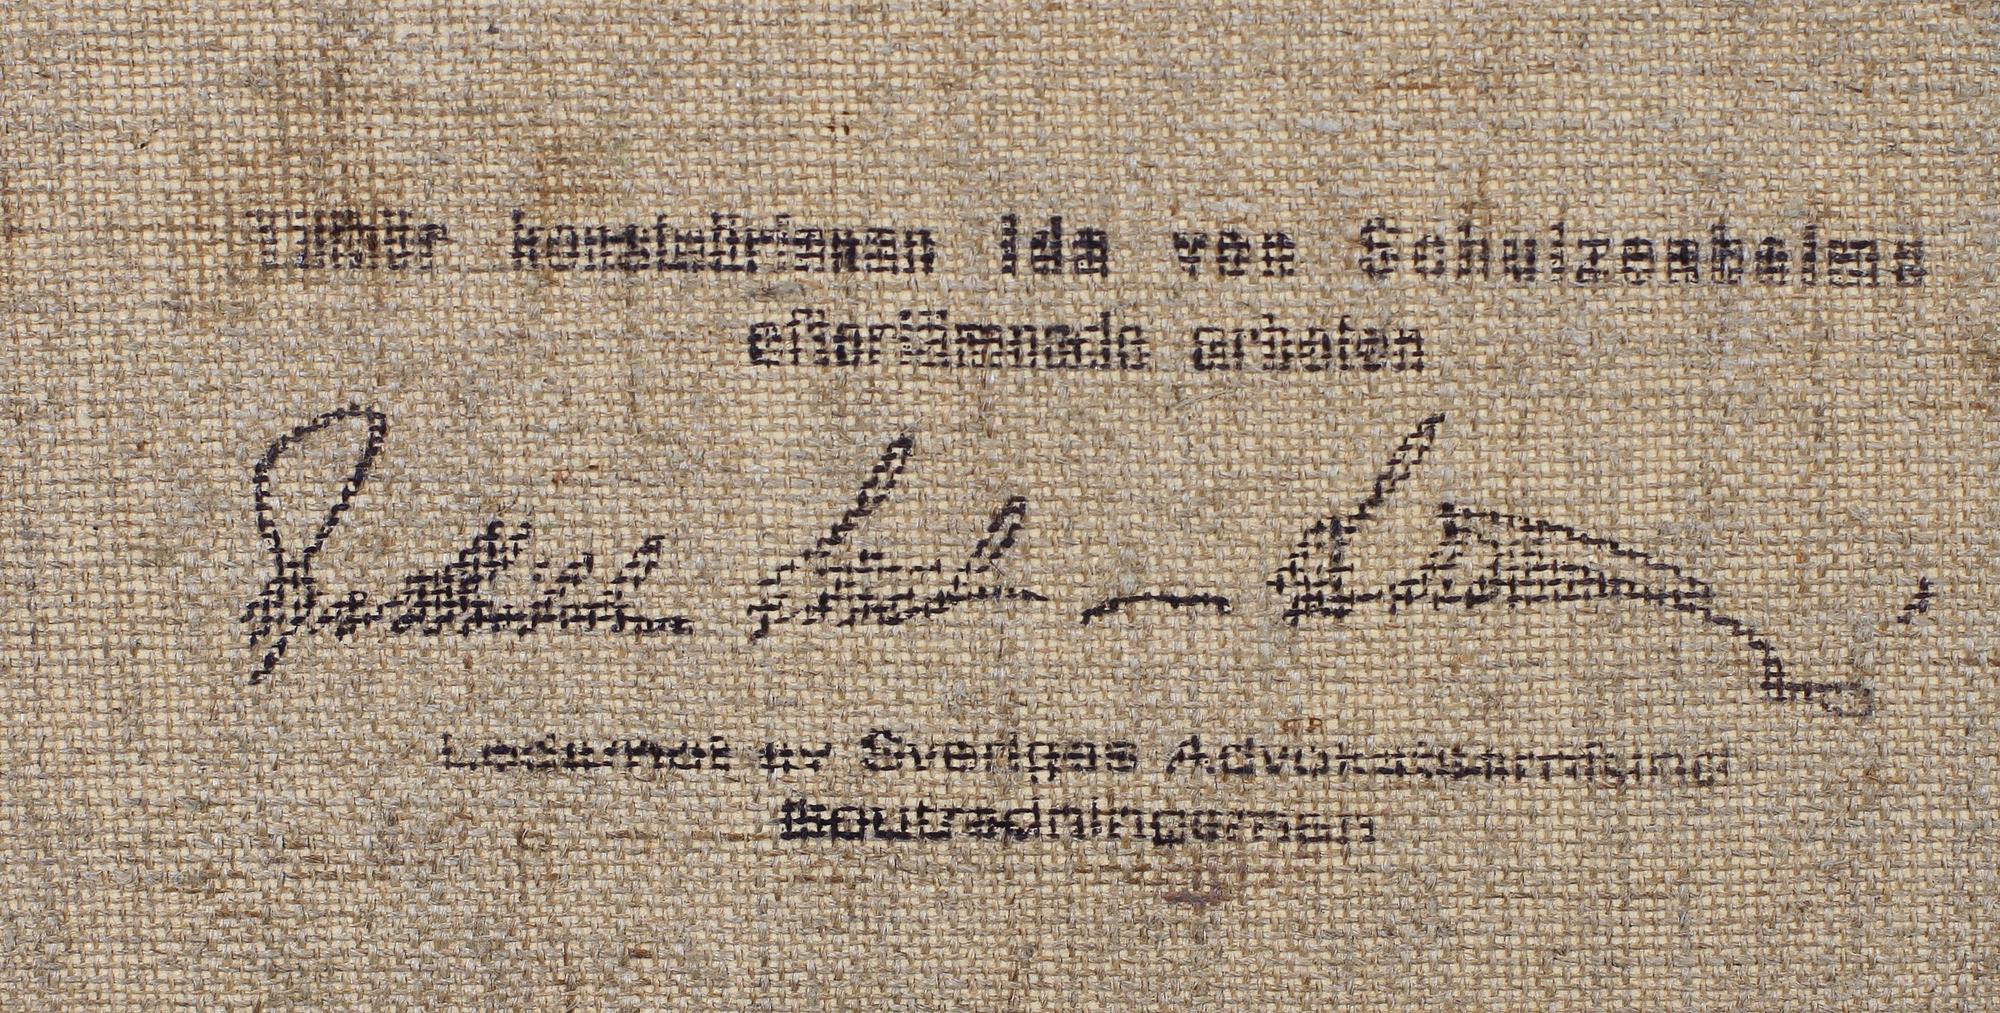 Tillhör konstnärinnan Ida von Schulzenheims
efterlämnade arbeten
Ledamot av Sveriges Advokatsamfund
Boutredningsman